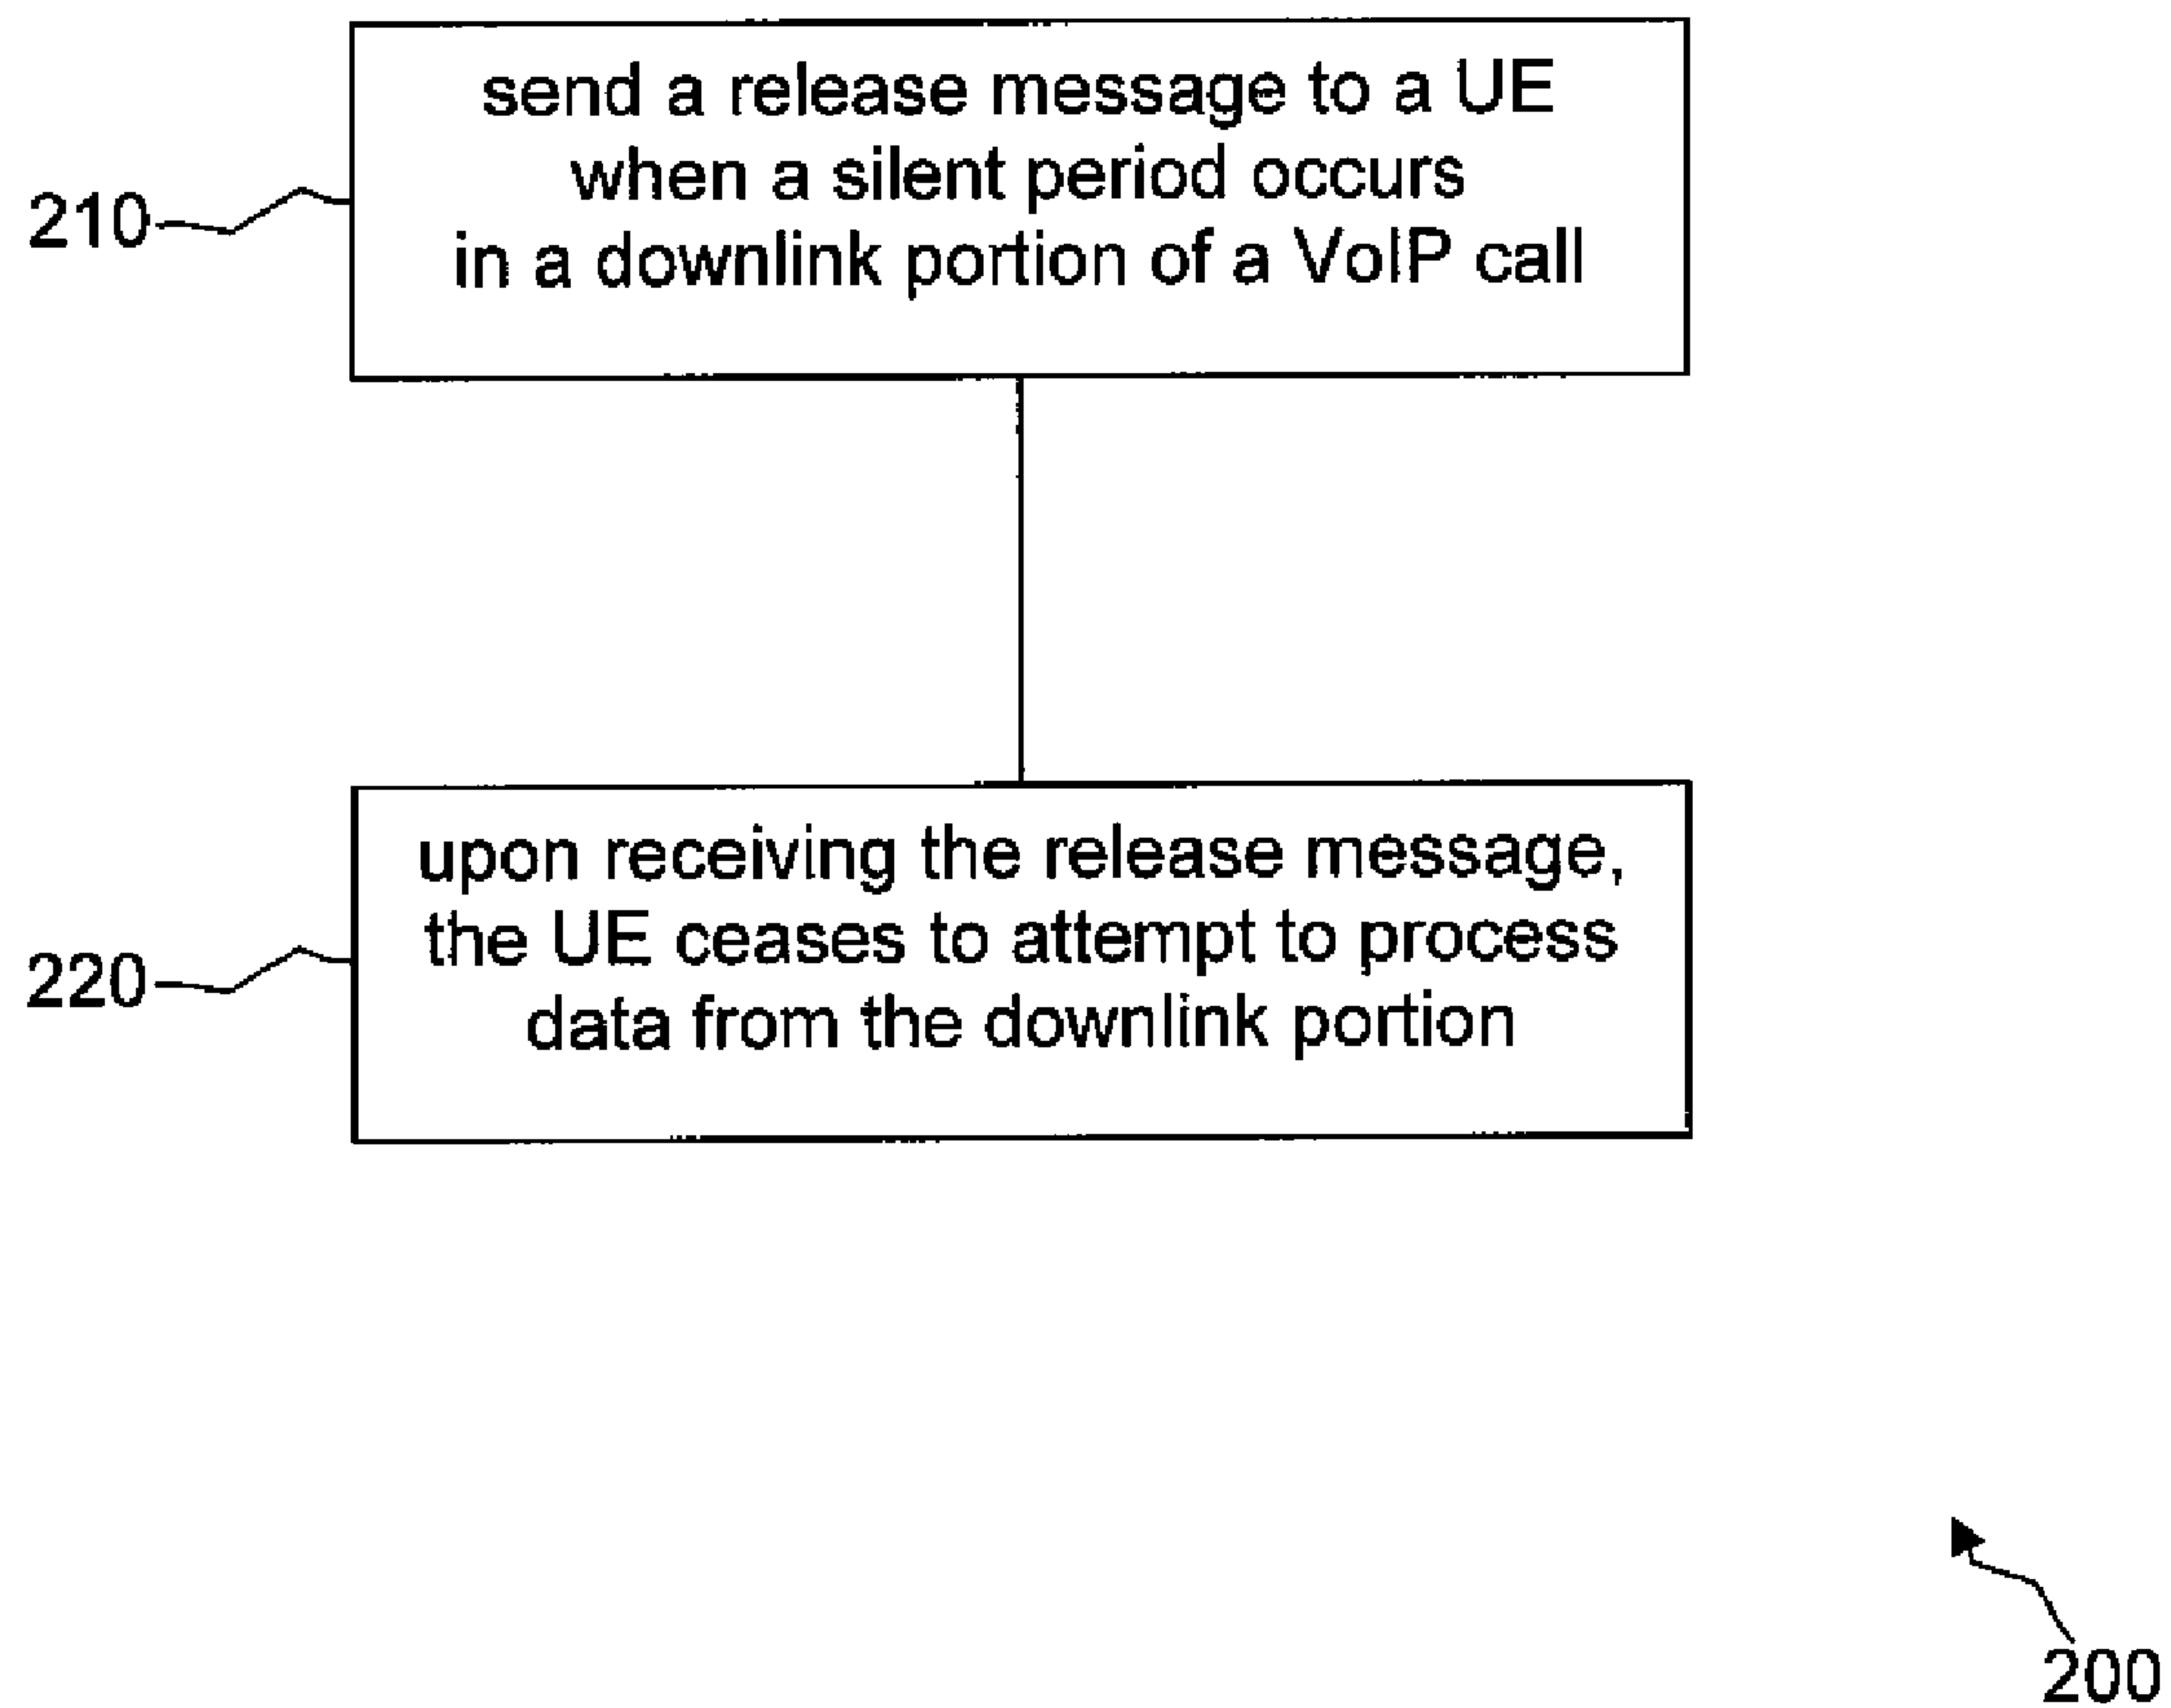 send a release message to a UE
when a silent period occurs
in a downlink portion of a VoIP call
210
upon receiving the release message,
the UE ceases to attempt to process
data from the downlink portion
220
200